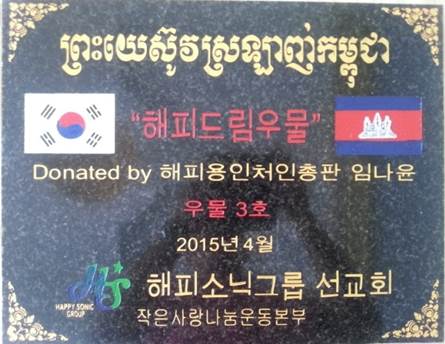 ព្រះយេស៊ូវស្រឡាញ់កម្ពុជា
“해피드림우물”
Donated by 해피용인처인총판 임나윤
우물 3호
2015년 4월
HAPPY SONIC
GROUP
해피소닉그룹 선교회
작은사랑나눔운동본부